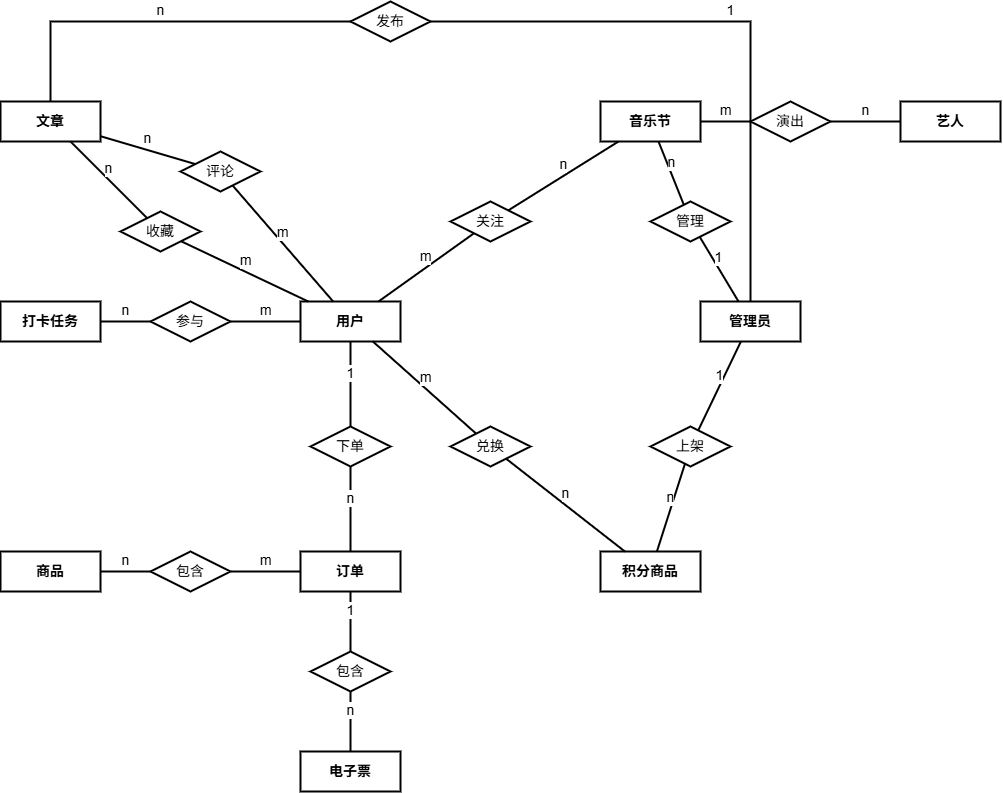 n
发布
1
文章
n
评论
音乐节
m
演出
n
艺人
n
n
n
收藏
m
m
关注
m
管理
1
打卡任务
n
参与
m
用户
管理员
1
m
1
下单
兑换
上架
n
n
n
商品
n
包含
m
订单
积分商品
1
包含
n
电子票